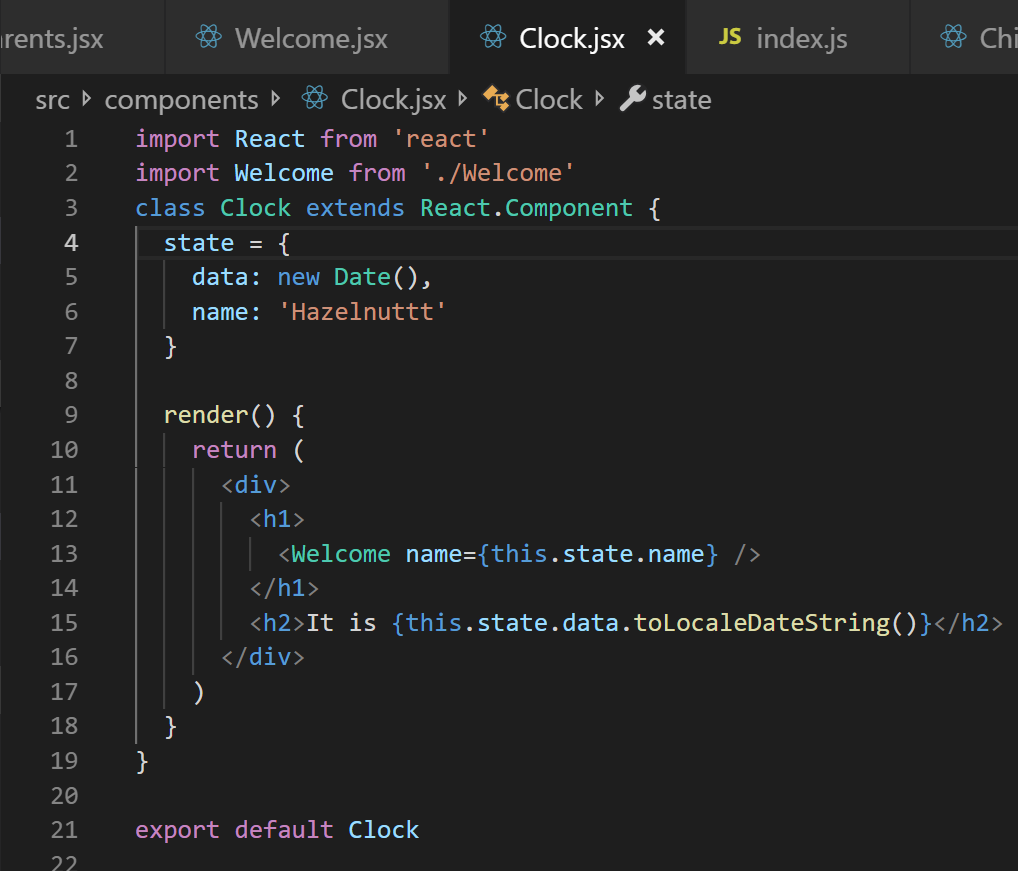 rents.jsx Welcome.jsx Clock.jsx × JS index.js Chi
src components Clock.jsx Clock state
1 import React from 'react'
2 import Welcome from './Welcome'
3 class Clock extends React.Component {
4   state = {
5     data: new Date(),
6     name: 'Hazelnuttt'
7   }
8
9   render() {
10     return (
11       <div>
12         <h1>
13           <Welcome name={this.state.name} />
14         </h1>
15         <h2>It is {this.state.data.toLocaleDateString()}</h2>
16       </div>
17     )
18   }
19 }
20
21 export default Clock
22